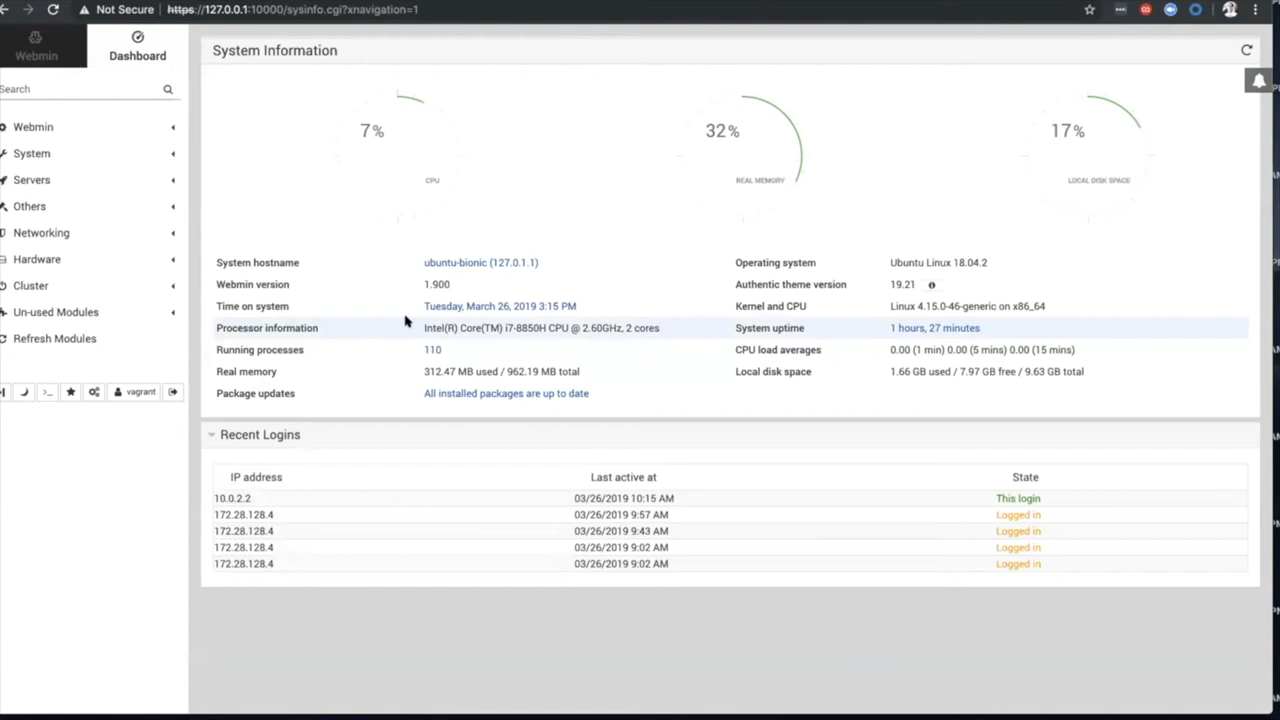 Not Secure https://127.0.0.1:10000/sysinfo.cgi?xnavigation=1
Webmin
Dashboard
Search
Webmin
System
Servers
Others
Networking
Hardware
Cluster
Un-used Modules
Refresh Modules
vagrant
System Information
7%
CPU
32%
REAL MEMORY
17%
LOCAL DISK SPACE
System hostname ubuntu-bionic (127.0.1.1) Operating system Ubuntu Linux 18.04.2
Webmin version 1.900 Authentic theme version 19.21
Time on system Tuesday, March 26, 2019 3:15 PM Kernel and CPU Linux 4.15.0-46-generic on x86_64
Processor information Intel(R) Core(TM) i7-8850H CPU @ 2.60GHz, 2 cores System uptime 1 hours, 27 minutes
Running processes 110 CPU load averages 0.00 (1 min) 0.00 (5 mins) 0.00 (15 mins)
Real memory 312.47 MB used / 962.19 MB total Local disk space 1.66 GB used / 7.97 GB free / 9.63 GB total
Package updates All installed packages are up to date
Recent Logins
IP address Last active at State
10.0.2.2 03/26/2019 10:15 AM This login
172.28.128.4 03/26/2019 9:57 AM Logged in
172.28.128.4 03/26/2019 9:43 AM Logged in
172.28.128.4 03/26/2019 9:02 AM Logged in
172.28.128.4 03/26/2019 9:02 AM Logged in